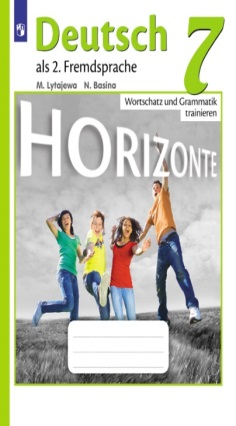 Deutsch 7
als 2. Fremdsprache
M. Lytajewa N. Basina
Wortschatz und Grammatik
trainieren
HORIZONTE